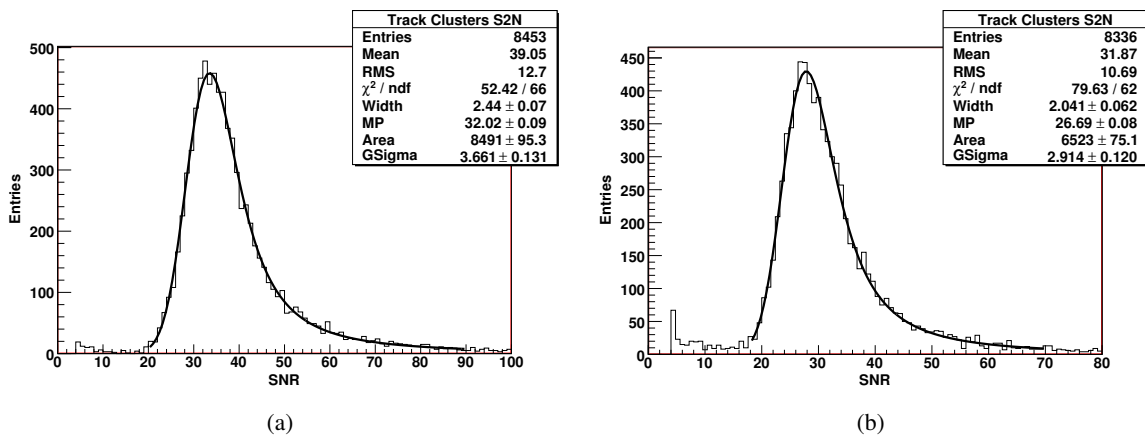 Track Clusters S2N
Entries 8453
Mean 39.05
RMS 12.7
χ² / ndf 52.42 / 66
Width 2.44 ± 0.07
MP 32.02 ± 0.09
Area 8491 ± 95.3
GSigma 3.661 ± 0.131
Entries
500
400
300
200
100
0
0 10 20 30 40 50 60 70 80 90 100
SNR
(a)
Track Clusters S2N
Entries 8336
Mean 31.87
RMS 10.69
χ² / ndf 79.63 / 62
Width 2.041 ± 0.062
MP 26.69 ± 0.08
Area 6523 ± 75.1
GSigma 2.914 ± 0.120
Entries
450
400
350
300
250
200
150
100
50
0
0 10 20 30 40 50 60 70 80
SNR
(b)